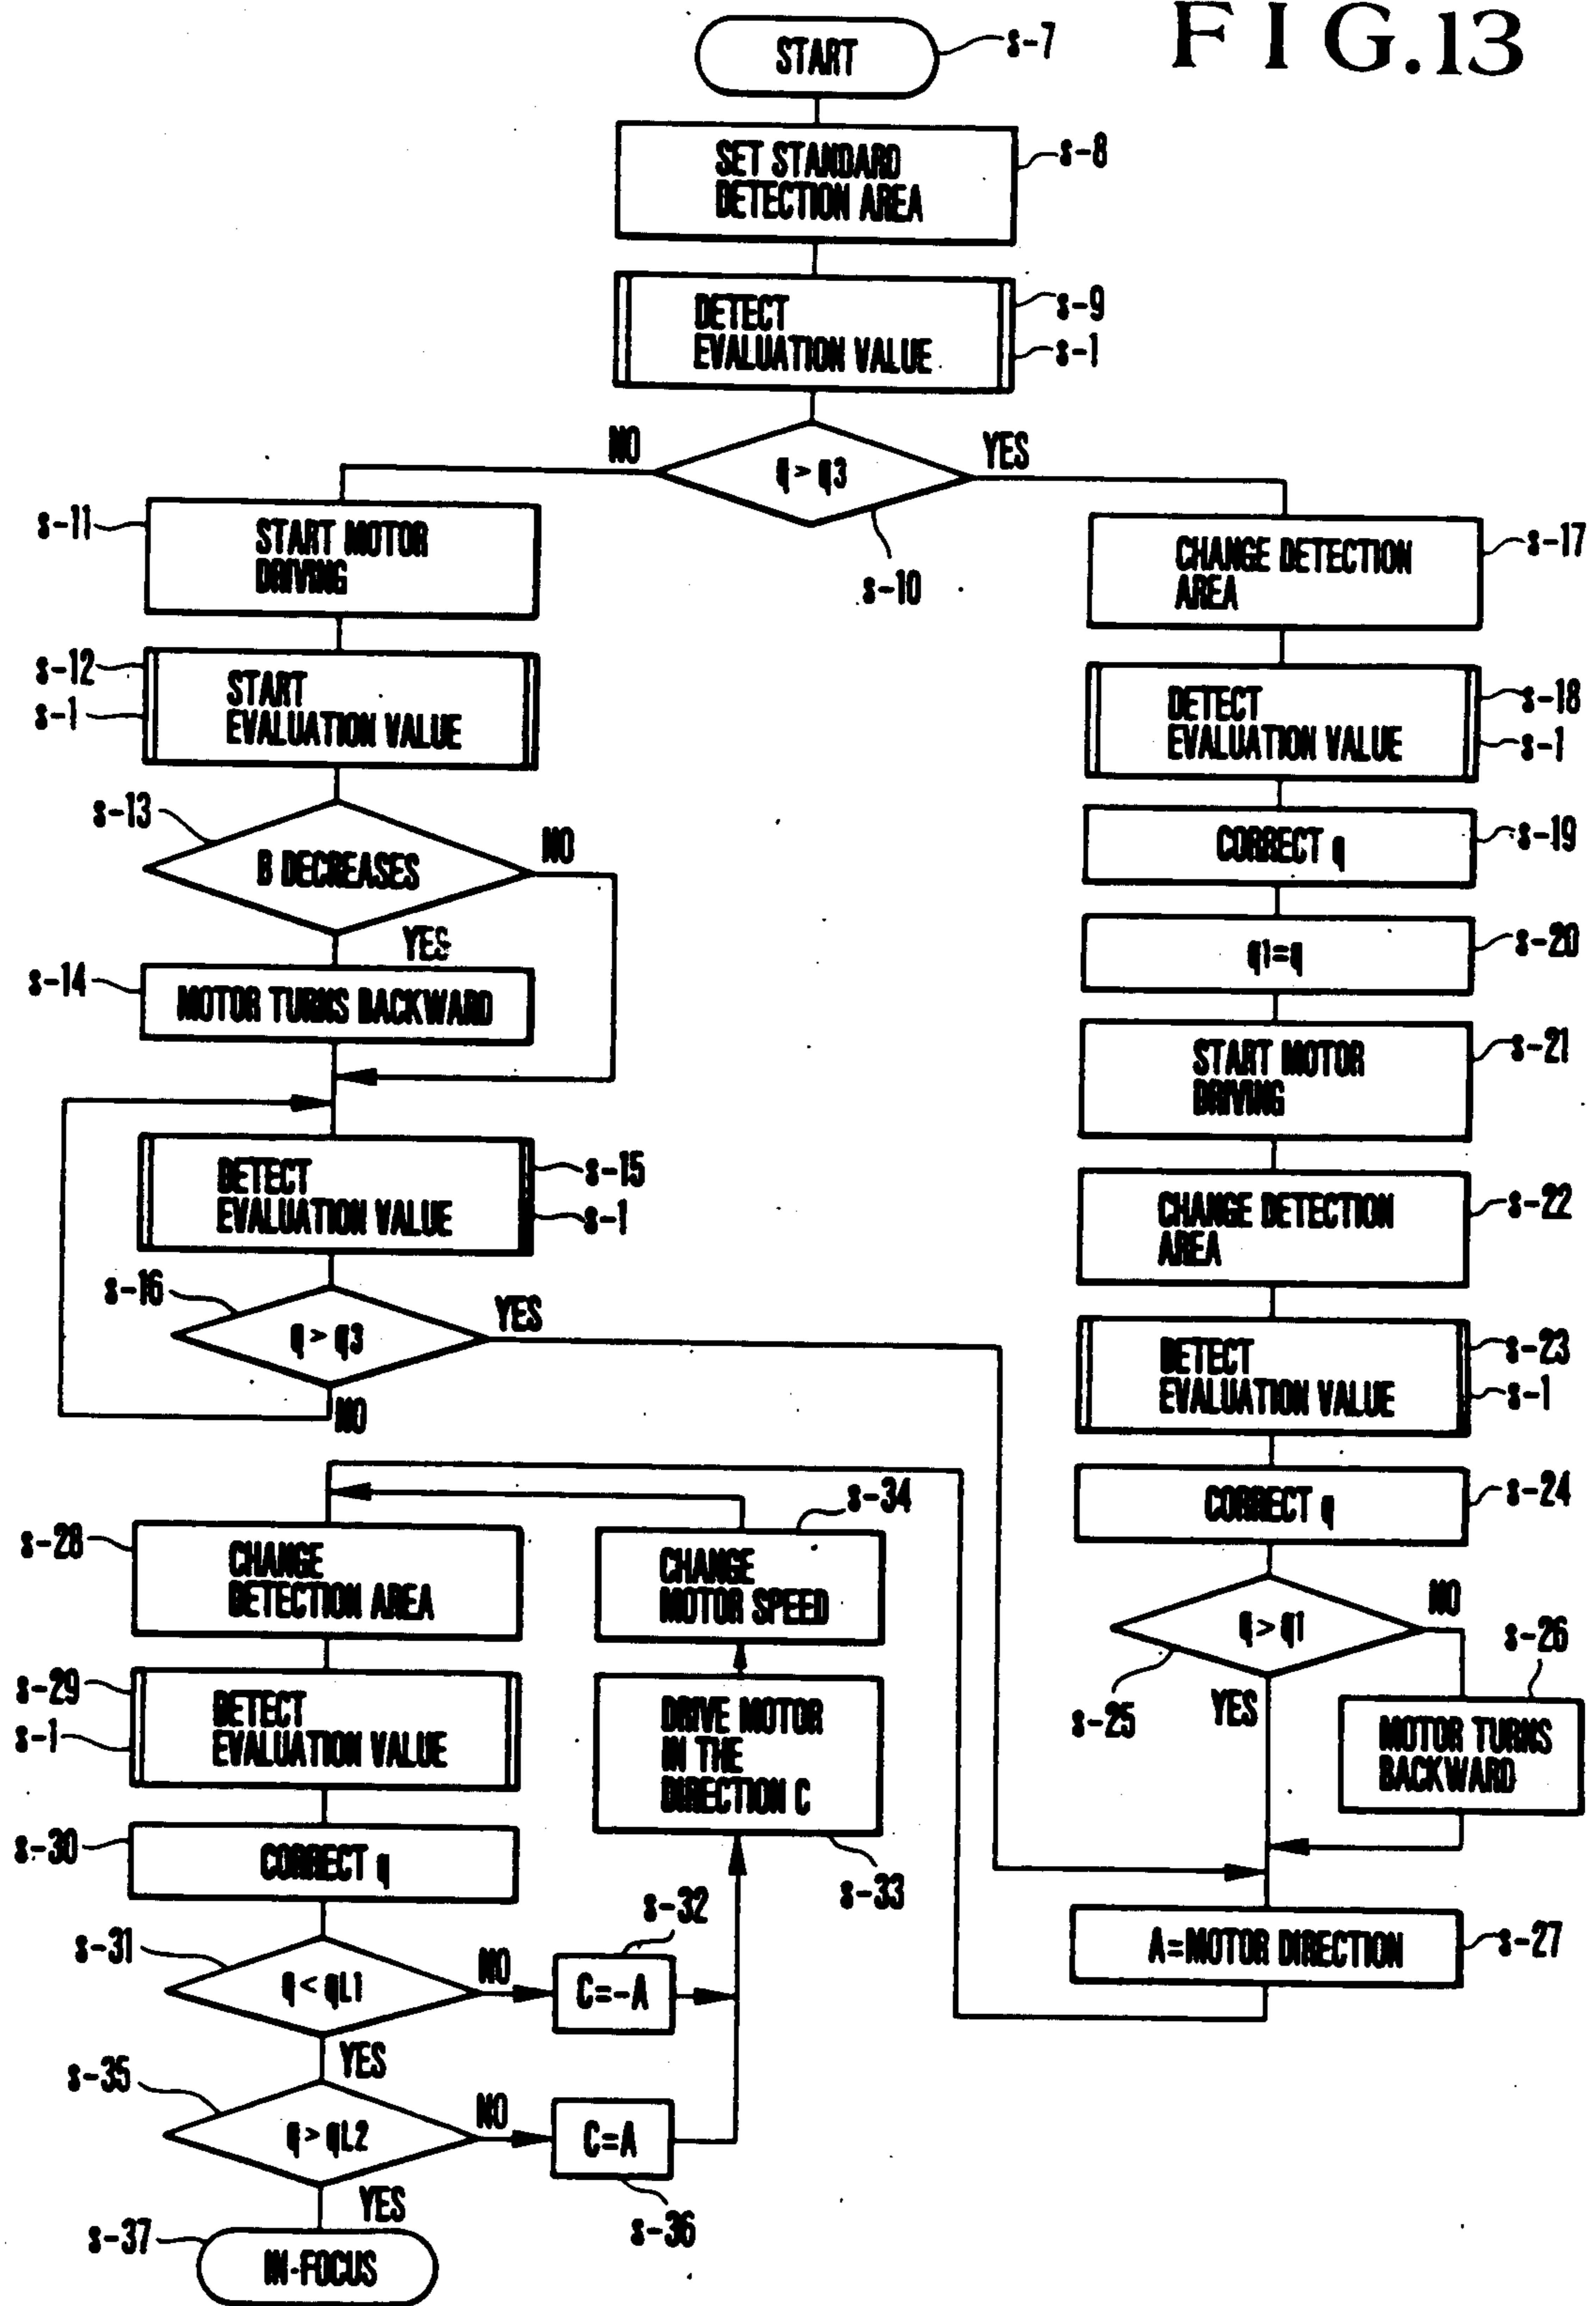 FIG.13
START
s-7
SET STANDARD
DETECTION AREA
s-8
DETECT
EVALUATION VALUE
s-9
s-1
NO
q > q3
YES
s-10
s-11
START MOTOR
DRIVING
s-12
s-1
START
EVALUATION VALUE
s-13
B DECREASES
NO
YES
s-14
MOTOR TURNS BACKWARD
DETECT
EVALUATION VALUE
s-15
s-1
s-16
q > q3
YES
NO
CHANGE DETECTION
AREA
s-17
DETECT
EVALUATION VALUE
s-18
s-1
CORRECT q
s-19
q1=q
s-20
START MOTOR
DRIVING
s-21
CHANGE DETECTION
AREA
s-22
DETECT
EVALUATION VALUE
s-23
s-1
CORRECT q
s-24
q > q1
NO
s-25
YES
s-26
MOTOR TURNS
BACKWARD
A=MOTOR DIRECTION
s-27
s-28
CHANGE
DETECTION AREA
s-29
s-1
DETECT
EVALUATION VALUE
s-30
CORRECT q
s-31
q < qL1
NO
YES
s-32
C=-A
s-34
CHANGE
MOTOR SPEED
DRIVE MOTOR
IN THE
DIRECTION C
s-33
s-35
q > qL2
NO
YES
C=A
s-36
s-37
IN-FOCUS